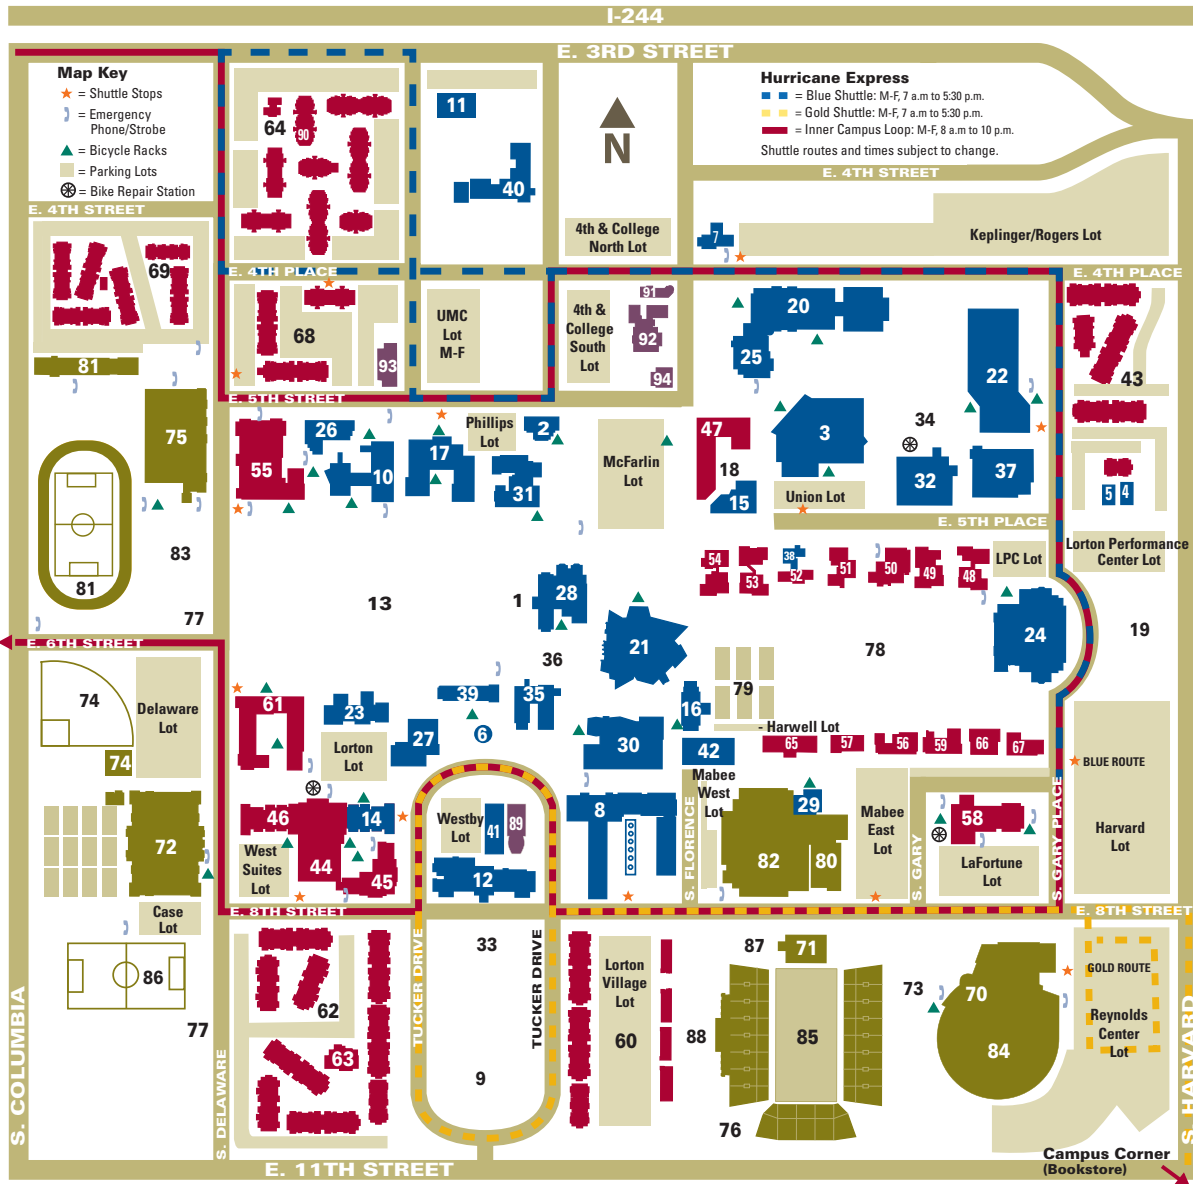 I-244
E. 3RD STREET
Map Key
= Shuttle Stops
= Emergency
Phone/Strobe
= Bicycle Racks
= Parking Lots
= Bike Repair Station
Hurricane Express
= Blue Shuttle: M-F, 7 a.m to 5:30 p.m.
= Gold Shuttle: M-F, 7 a.m to 5:30 p.m.
= Inner Campus Loop: M-F, 8 a.m to 10 p.m.
Shuttle routes and times subject to change.
N
64
90
11
40
E. 4TH STREET
E. 4TH STREET
4th & College
North Lot
7
Keplinger/Rogers Lot
69
E. 4TH PLACE
E. 4TH PLACE
68
93
UMC
Lot
M-F
4th &
College
South
Lot
91
92
94
20
25
22
43
81
E. 5TH STREET
75
55
26
10
17
Phillips
Lot
2
31
McFarlin
Lot
47
18
15
3
Union Lot
34
32
37
5
4
E. 5TH PLACE
81
83
77
13
1
28
54
53
38
52
51
50
49
48
LPC Lot
Lorton Performance
Center Lot
36
21
78
24
19
E. 6TH STREET
74
74
Delaware
Lot
61
23
39
35
6
27
Lorton
Lot
16
79
- Harwell Lot
30
42
65
57
56
59
66
67
BLUE ROUTE
72
46
44
14
45
West
Suites
Lot
Westby
Lot
41
89
12
8
Mabee
West
Lot
S. FLORENCE
29
82
80
Mabee
East
Lot
S. GARY
58
LaFortune
Lot
S. GARY PLACE
Harvard
Lot
Case
Lot
E. 8TH STREET
E. 8TH STREET
86
77
62
63
TUCKER DRIVE
33
9
TUCKER DRIVE
Lorton
Village
Lot
60
87
71
88
85
76
73
70
84
GOLD ROUTE
Reynolds
Center
Lot
S. COLUMBIA
S. DELAWARE
S. HARVARD
E. 11TH STREET
Campus Corner
(Bookstore)